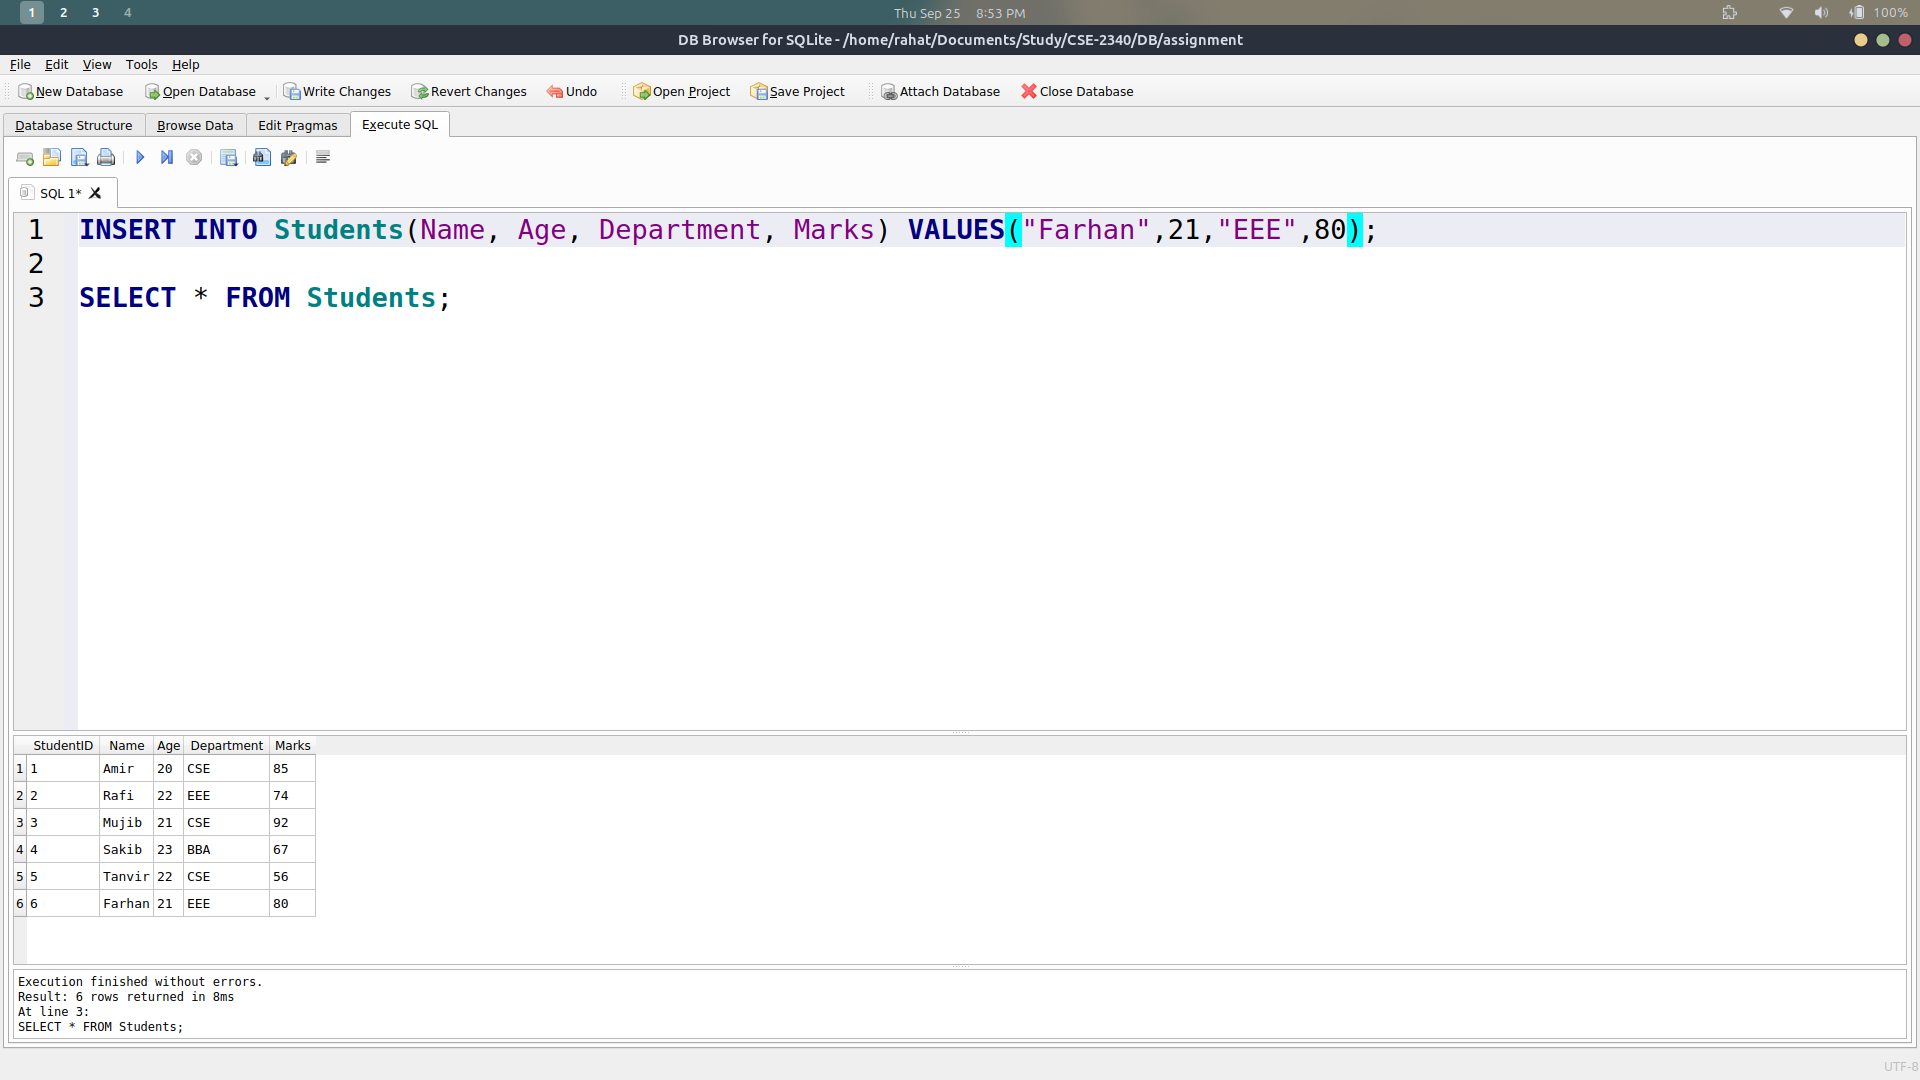 1 2 3 4 Thu Sep 25 8:53 PM 100%
DB Browser for SQLite - /home/rahat/Documents/Study/CSE-2340/DB/assignment
File Edit View Tools Help
New Database Open Database Write Changes Revert Changes Undo Open Project Save Project Attach Database Close Database
Database Structure Browse Data Edit Pragmas Execute SQL
SQL 1*
1 INSERT INTO Students(Name, Age, Department, Marks) VALUES("Farhan",21,"EEE",80);
2
3 SELECT * FROM Students;
StudentID Name Age Department Marks
1 1 Amir 20 CSE 85
2 2 Rafi 22 EEE 74
3 3 Mujib 21 CSE 92
4 4 Sakib 23 BBA 67
5 5 Tanvir 22 CSE 56
6 6 Farhan 21 EEE 80
Execution finished without errors.
Result: 6 rows returned in 8ms
At line 3:
SELECT * FROM Students;
UTF-8